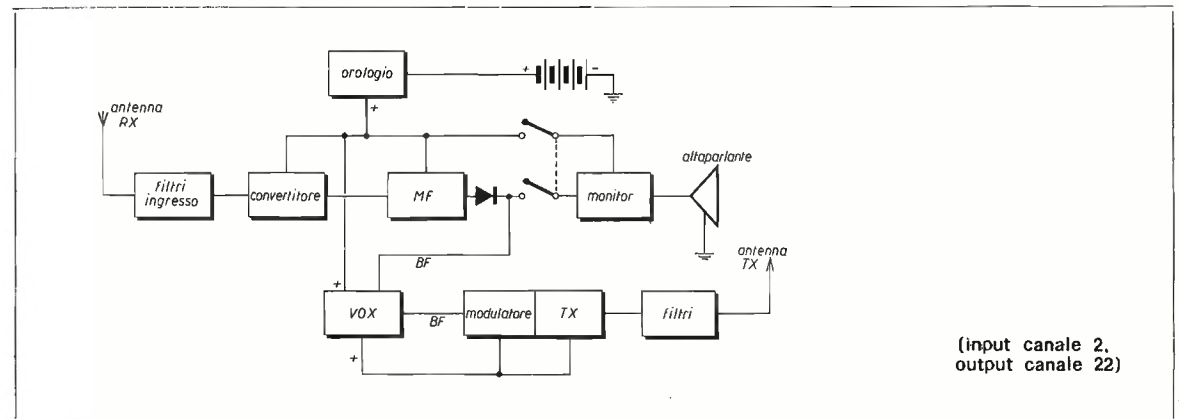 orologio
+ -
+
antenna
RX
altoparlante
filtri
ingresso
convertitore
MF
monitor
antenna
TX
BF
+
VOX
BF
modulatore
TX
filtri
+
(input canale 2,
output canale 22)